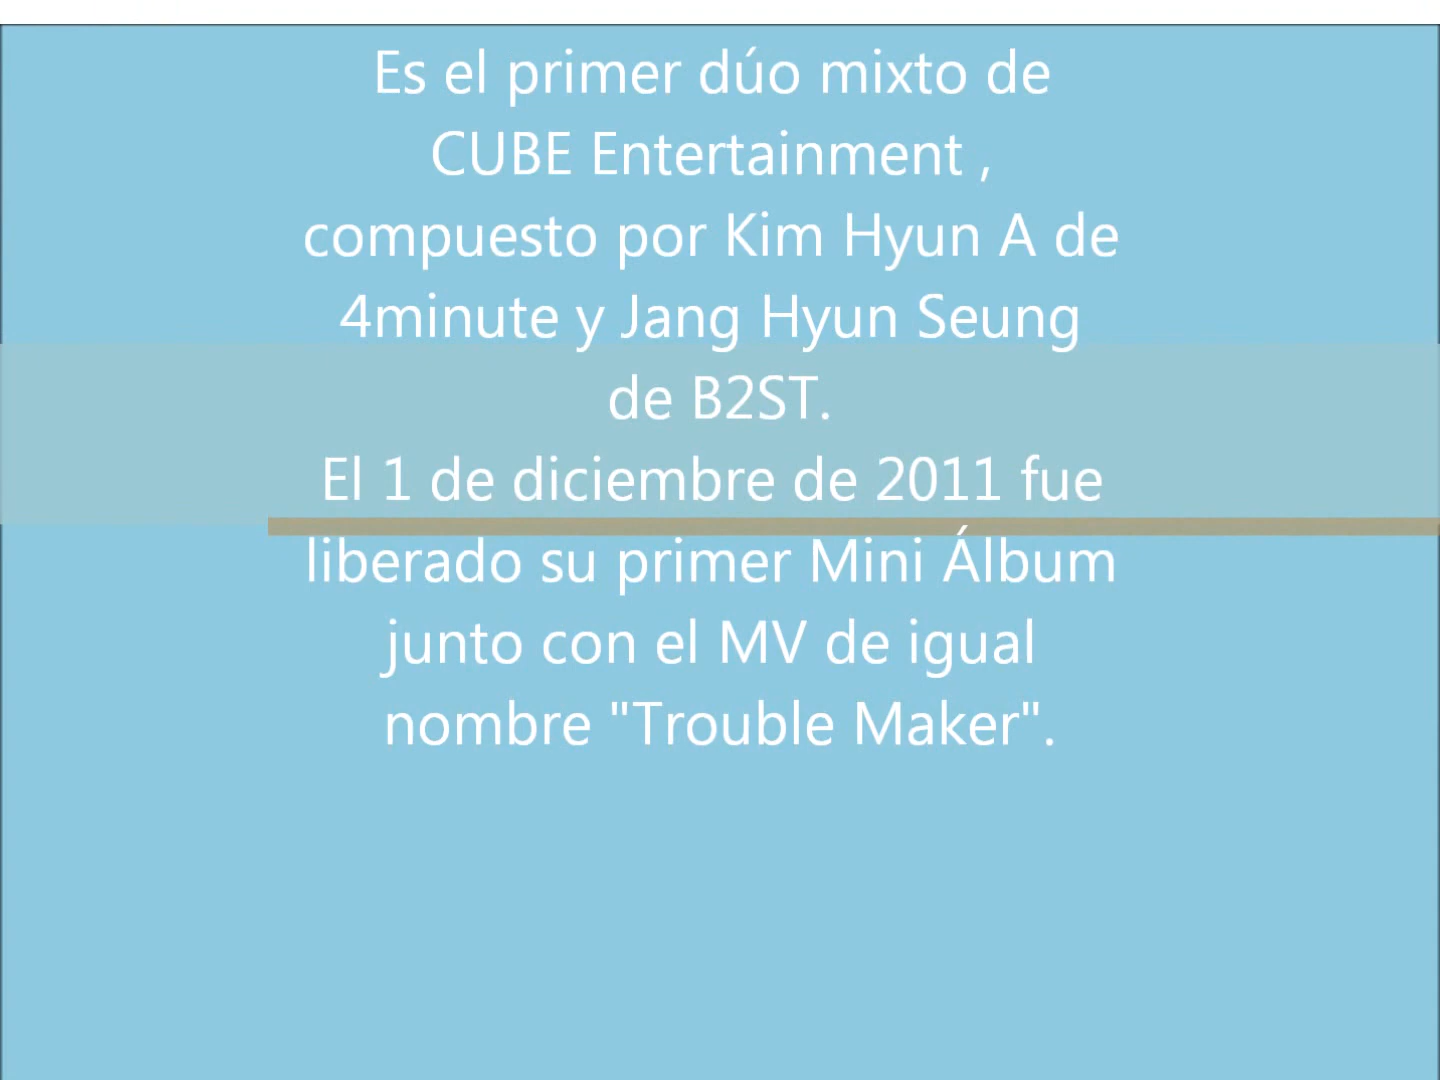 Es el primer dúo mixto de
CUBE Entertainment ,
compuesto por Kim Hyun A de
4minute y Jang Hyun Seung
de B2ST.
El 1 de diciembre de 2011 fue
liberado su primer Mini Álbum
junto con el MV de igual
nombre "Trouble Maker".